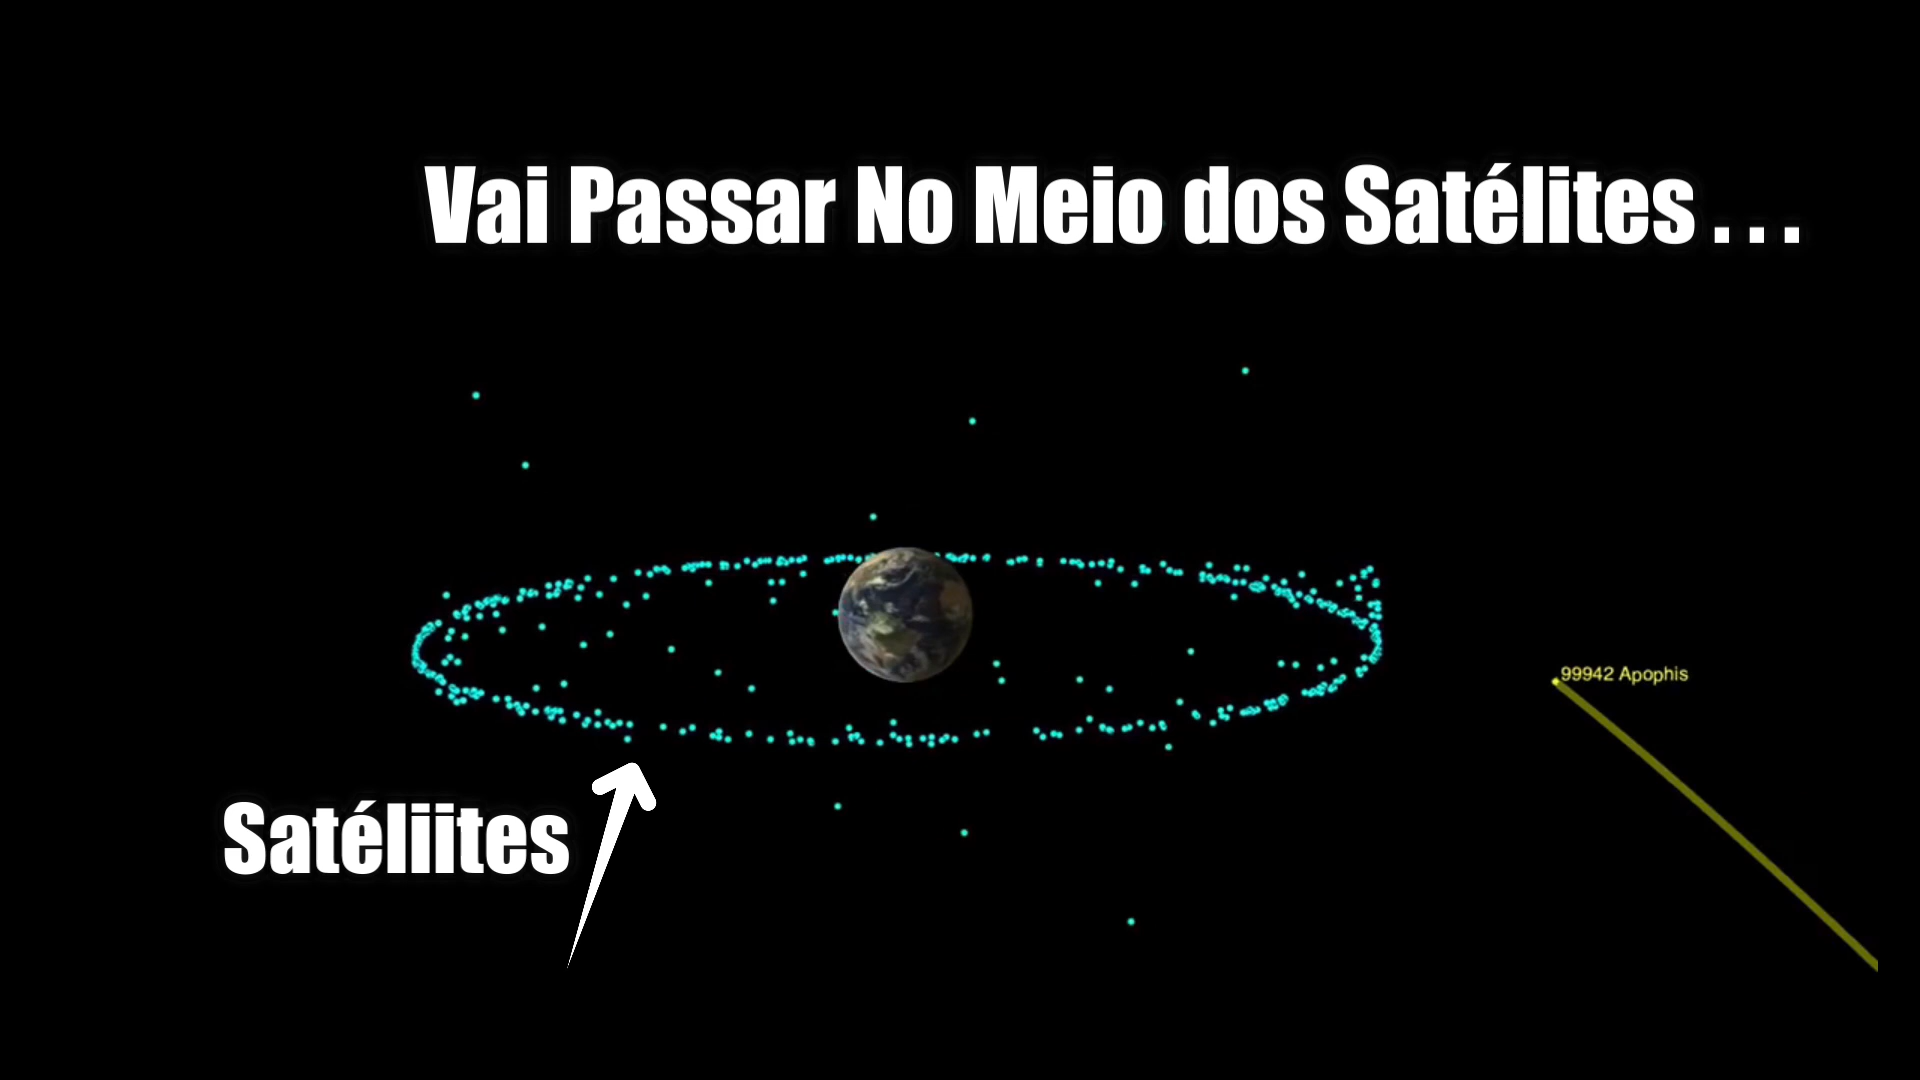 Vai Passar No Meio dos Satélites . . .
99942 Apophis
Satéliites